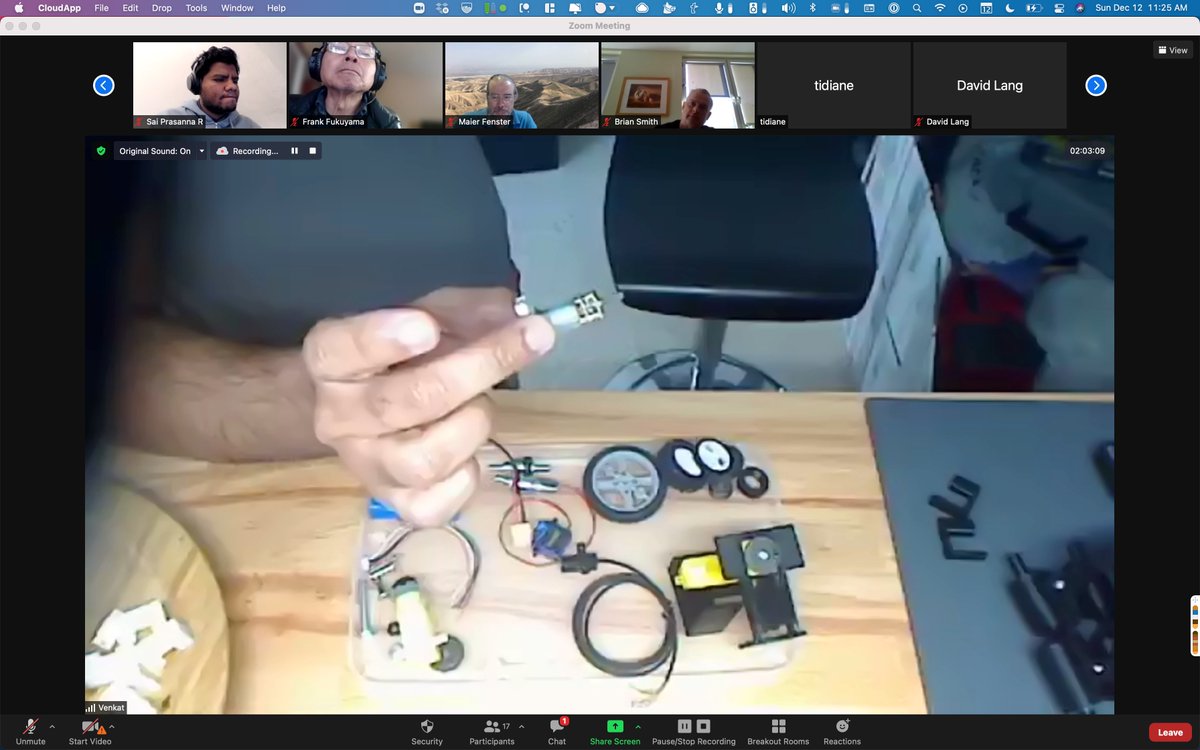 CloudApp File Edit Drop Tools Window Help 12 Sun Dec 12 11:25 AM
Zoom Meeting
View
tidiane
David Lang
Sai Prasanna R
Frank Fukuyama
Maier Fenster
Brian Smith
tidiane
David Lang
Original Sound: On
Recording...
02:03:09
Venkat
Unmute
Start Video
Security
17
Participants
1
Chat
Share Screen
Pause/Stop Recording
Breakout Rooms
Reactions
Leave